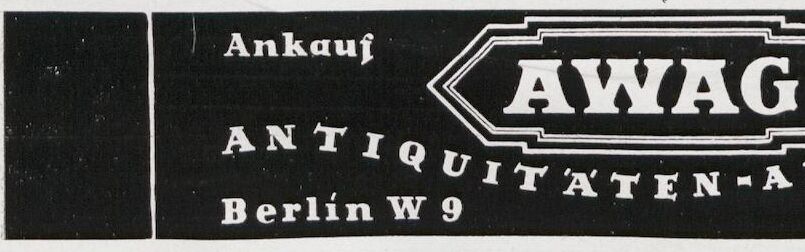 Ankauf
AWAG
ANTIQUITÄTEN-A
Berlin W 9